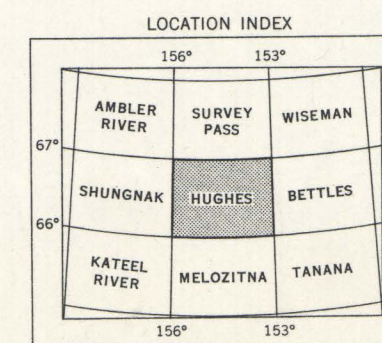 LOCATION INDEX
156° 153°
AMBLER
RIVER
SURVEY
PASS
WISEMAN
67°
SHUNGNAK
HUGHES
BETTLES
66°
KATEEL
RIVER
MELOZITNA
TANANA
156° 153°